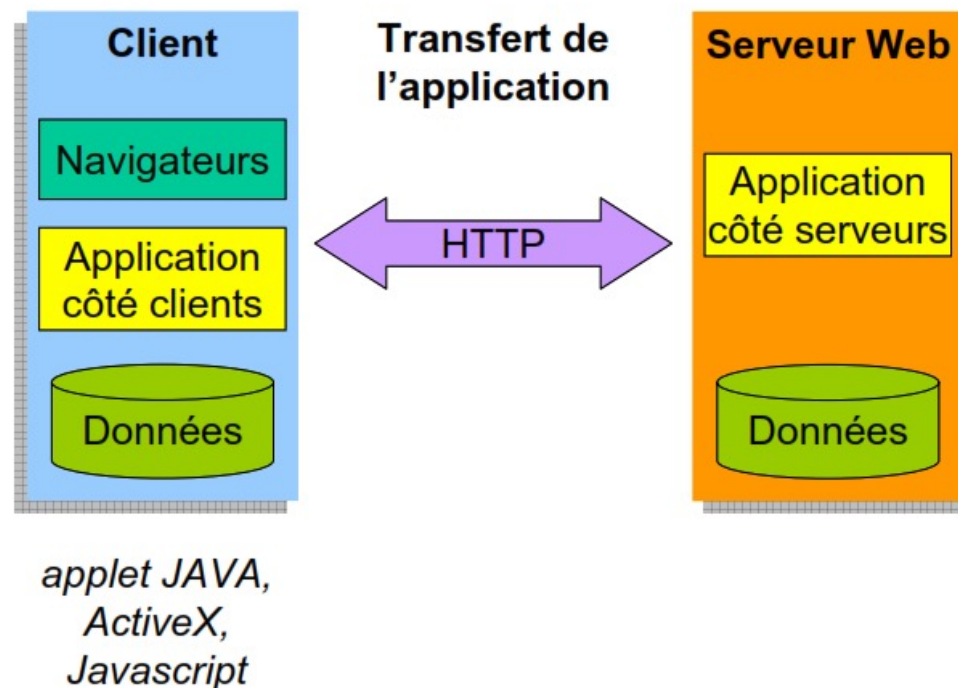 Client
Transfert de
l’application
Serveur Web
Navigateurs
Application
côté clients
Données
HTTP
Application
côté serveurs
Données
applet JAVA,
ActiveX,
Javascript